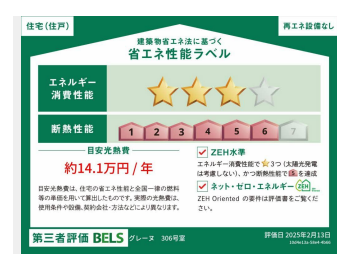 住宅(住戸)
再エネ設備なし
建築物省エネ法に基づく
省エネ性能ラベル
エネルギー
消費性能
断熱性能
1 2 3 4 5 6 7
目安光熱費
約14.1万円 / 年
目安光熱費は、住宅の省エネ性能と全国一律の燃料
等の単価を用いて算出したものです。実際の光熱費は、
使用条件や設備、契約会社・方法などにより異なります。
ZEH水準
エネルギー消費性能で 3つ (太陽光発電
は考慮しない)、かつ断熱性能で 5 を達成
ネット・ゼロ・エネルギー ZEH
ZEH Oriented の要件は評価書をご覧くだ
さい。
第三者評価 BELS グレーヌ 306号室
評価日 2025年2月13日